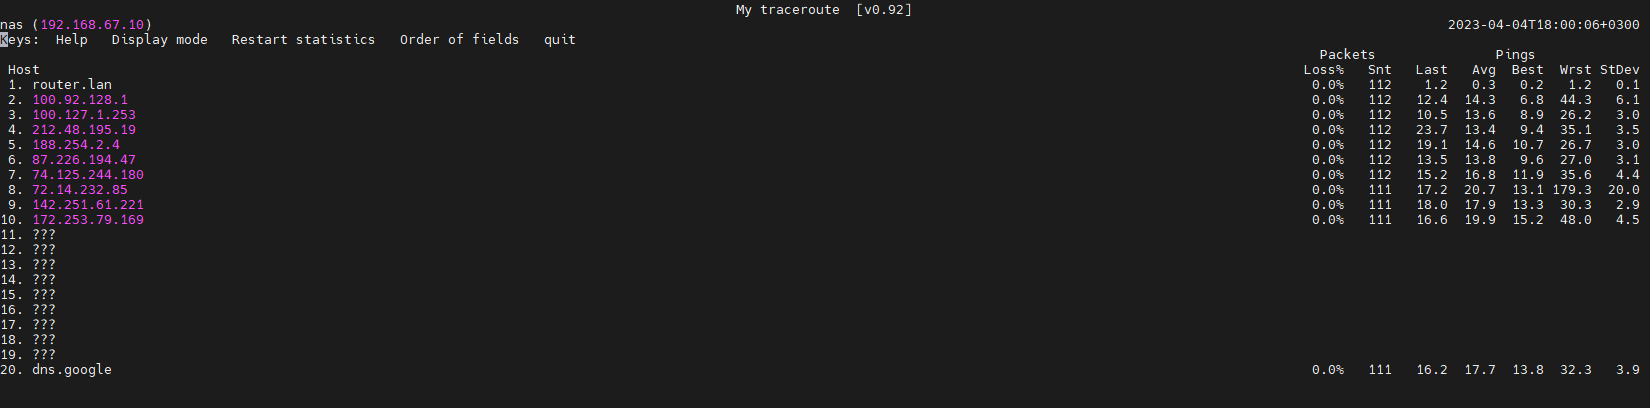 My traceroute  [v0.92]
nas (192.168.67.10) 2023-04-04T18:00:06+0300
Keys:  Help   Display mode   Restart statistics   Order of fields   quit
Packets Pings
Host Loss% Snt Last Avg Best Wrst StDev
1. router.lan 0.0% 112 1.2 0.3 0.2 1.2 0.1
2. 100.92.128.1 0.0% 112 12.4 14.3 6.8 44.3 6.1
3. 100.127.1.253 0.0% 112 10.5 13.6 8.9 26.2 3.0
4. 212.48.195.19 0.0% 112 23.7 13.4 9.4 35.1 3.5
5. 188.254.2.4 0.0% 112 19.1 14.6 10.7 26.7 3.0
6. 87.226.194.47 0.0% 112 13.5 13.8 9.6 27.0 3.1
7. 74.125.244.180 0.0% 112 15.2 16.8 11.9 35.6 4.4
8. 72.14.232.85 0.0% 111 17.2 20.7 13.1 179.3 20.0
9. 142.251.61.221 0.0% 111 18.0 17.9 13.3 30.3 2.9
10. 172.253.79.169 0.0% 111 16.6 19.9 15.2 48.0 4.5
11. ???
12. ???
13. ???
14. ???
15. ???
16. ???
17. ???
18. ???
19. ???
20. dns.google 0.0% 111 16.2 17.7 13.8 32.3 3.9